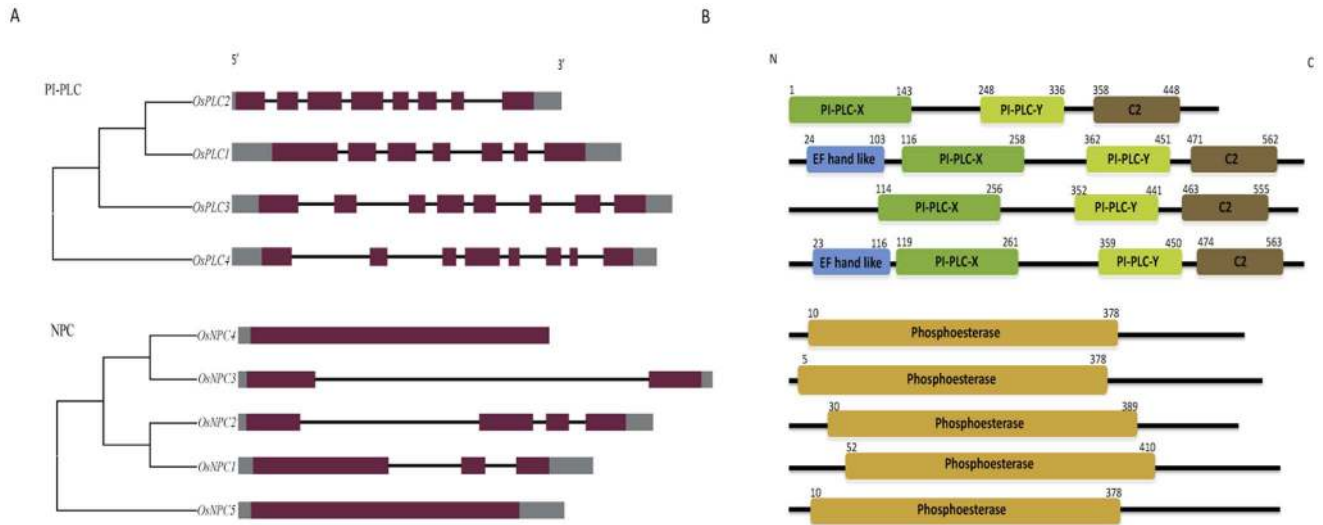 A
B
5'
3'
N
C
PI-PLC
OsPLC2
OsPLC1
OsPLC3
OsPLC4
1 143 248 336 358 448
PI-PLC-X PI-PLC-Y C2
24 103 116 258 362 451 471 562
EF hand like PI-PLC-X PI-PLC-Y C2
114 256 352 441 463 555
PI-PLC-X PI-PLC-Y C2
23 116 119 261 359 450 474 563
EF hand like PI-PLC-X PI-PLC-Y C2
NPC
OsNPC4
OsNPC3
OsNPC2
OsNPC1
OsNPC5
10 378
Phosphoesterase
5 378
Phosphoesterase
30 389
Phosphoesterase
52 410
Phosphoesterase
10 378
Phosphoesterase